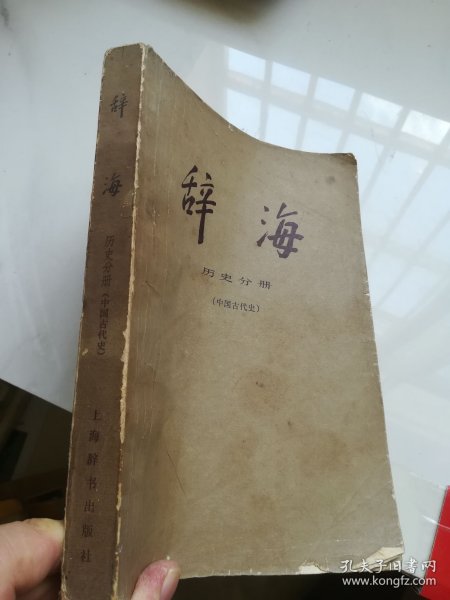 辞海
历史分册
(中国古代史)
辞海
历史分册(中国古代史)
上海辞书出版社
孔夫子旧书网
www.kongfz.com